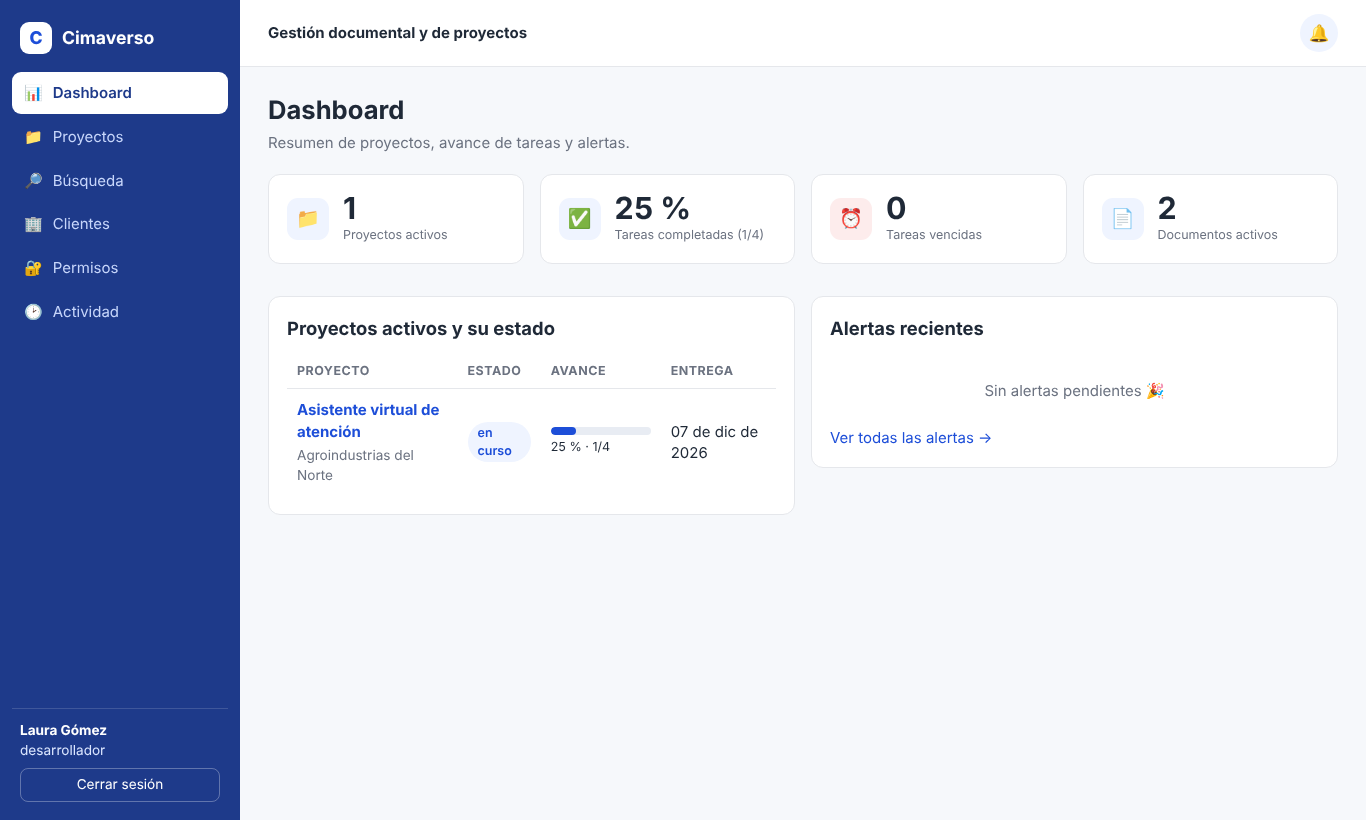 C
Cimaverso
Dashboard
Proyectos
Búsqueda
Clientes
Permisos
Actividad
Laura Gómez
desarrollador
Cerrar sesión
Gestión documental y de proyectos
Dashboard
Resumen de proyectos, avance de tareas y alertas.
1
Proyectos activos
25 %
Tareas completadas (1/4)
0
Tareas vencidas
2
Documentos activos
Proyectos activos y su estado
PROYECTO ESTADO AVANCE ENTREGA
Asistente virtual de
atención
Agroindustrias del
Norte
en
curso
25 % · 1/4
07 de dic de
2026
Alertas recientes
Sin alertas pendientes 🎉
Ver todas las alertas →